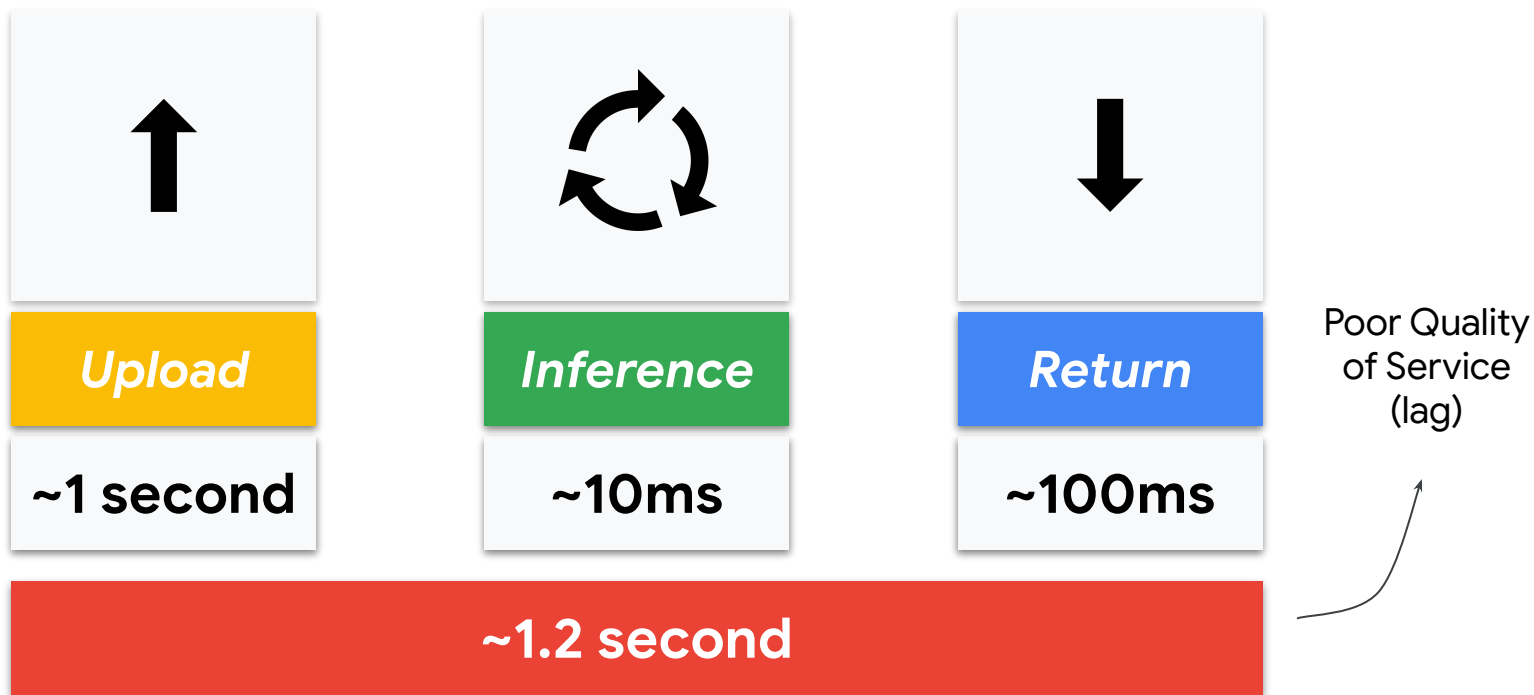 Upload
Inference
Return
Poor Quality
of Service
(lag)
~1 second
~10ms
~100ms
~1.2 second